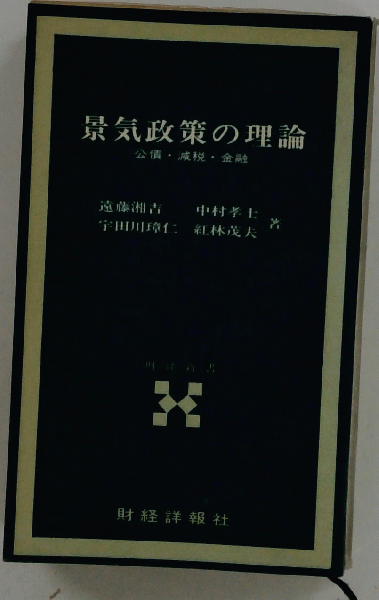 景気政策の理論
公債・減税・金融
遠藤湘吉 中村孝士
宇田川璋仁 紅林茂夫 著
財経詳報社